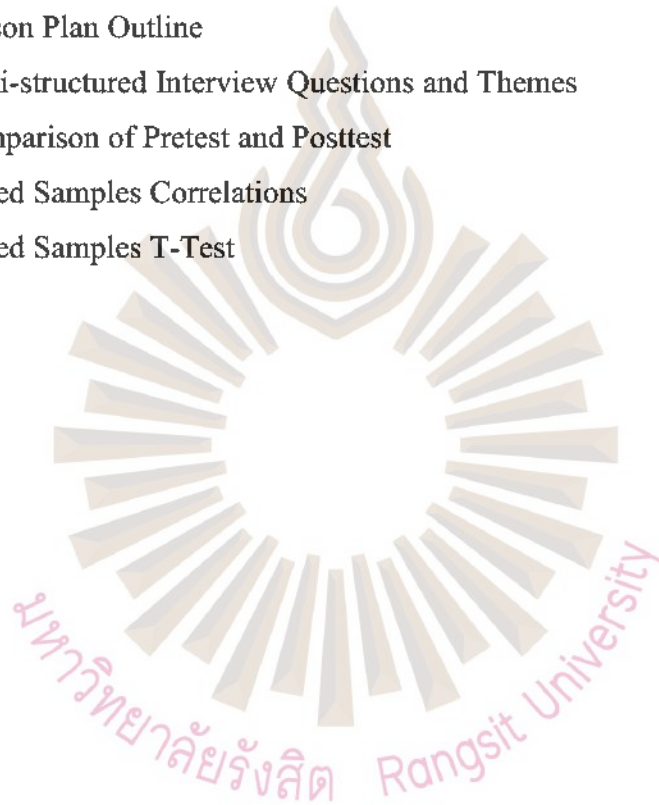 son Plan Outline
i-structured Interview Questions and Themes
nparison of Pretest and Posttest
ed Samples Correlations
ed Samples T-Test
มหาวิทยาลัยรังสิต Rangsit University